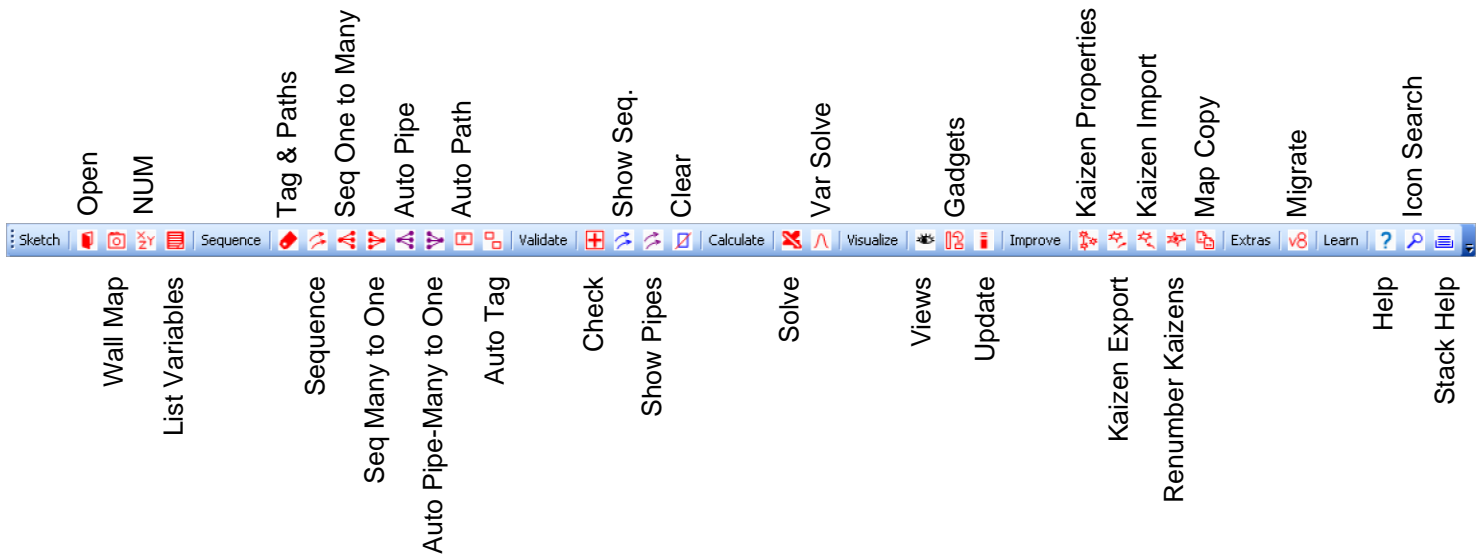 Open
NUM
Tag & Paths
Seq One to Many
Auto Pipe
Auto Path
Show Seq.
Clear
Var Solve
Gadgets
Kaizen Properties
Kaizen Import
Map Copy
Migrate
Icon Search
Sketch XY Z Sequence P Validate Calculate Visualize Improve Extras v8 Learn ?
Wall Map
List Variables
Sequence
Seq Many to One
Auto Pipe-Many to One
Auto Tag
Check
Show Pipes
Solve
Views
Update
Kaizen Export
Renumber Kaizens
Help
Stack Help